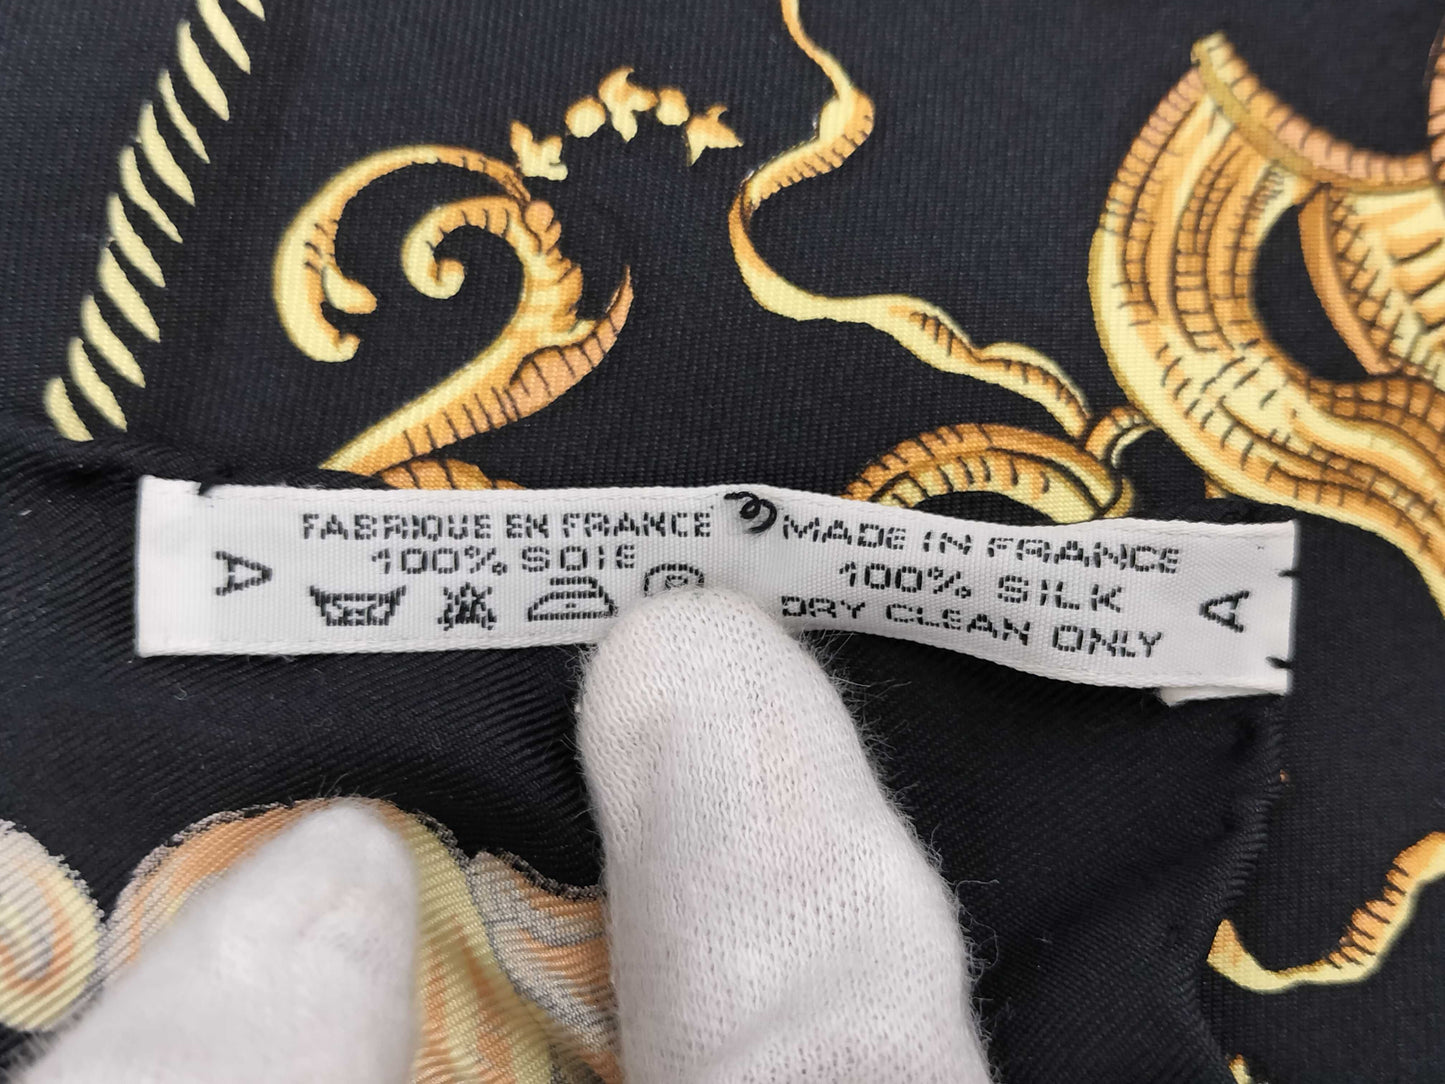 A
FABRIQUE EN FRANCE
100% SOIE
MADE IN FRANCE
100% SILK
DRY CLEAN ONLY
A